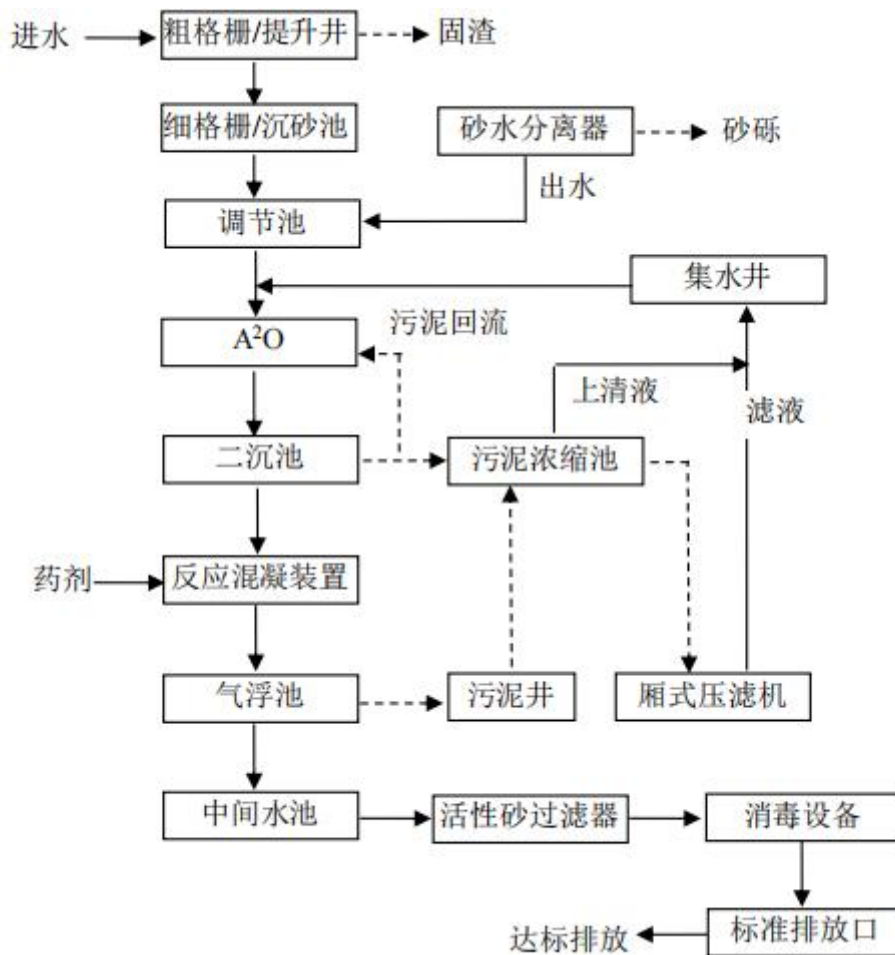 进水
粗格栅/提升井
固渣
细格栅/沉砂池
砂水分离器
砂砾
出水
调节池
集水井
污泥回流
A²O
上清液
滤液
二沉池
污泥浓缩池
药剂
反应混凝装置
气浮池
污泥井
厢式压滤机
中间水池
活性砂过滤器
消毒设备
达标排放
标准排放口